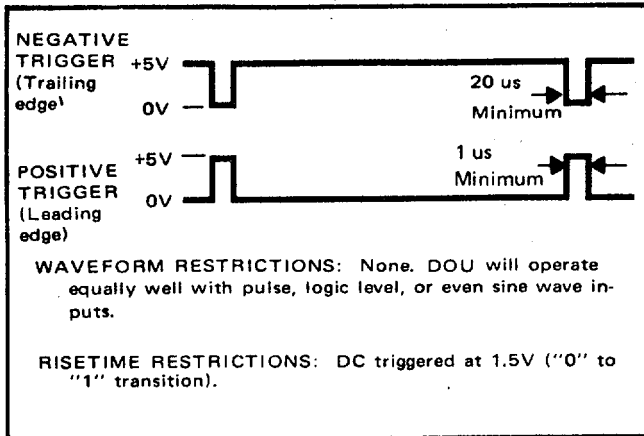 NEGATIVE
TRIGGER
(Trailing
edge)
+5V
0V
20 us
Minimum
POSITIVE
TRIGGER
(Leading
edge)
+5V
0V
1 us
Minimum
WAVEFORM RESTRICTIONS: None. DOU will operate
equally well with pulse, logic level, or even sine wave in-
puts.
RISETIME RESTRICTIONS: DC triggered at 1.5V ("0" to
"1" transition).